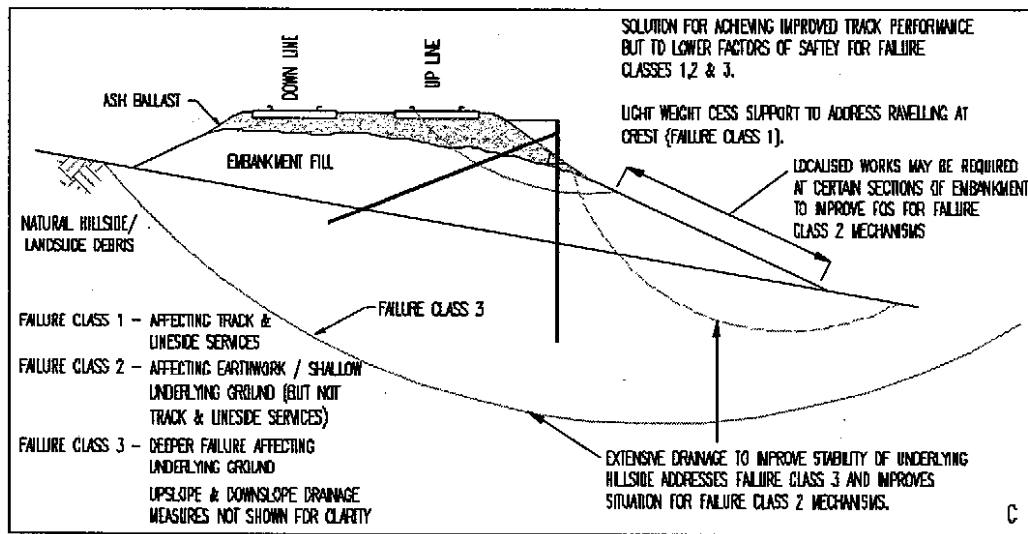 SOLUTION FOR ACHIEVING IMPROVED TRACK PERFORMANCE
BUT TO LOWER FACTORS OF SAFTEY FOR FAILURE
CLASSES 1,2 & 3.
DOWN LINE
UP LINE
ASH BALLAST
LIGHT WEIGHT CESS SUPPORT TO ADDRESS RAVELLING AT
CREST (FAILURE CLASS 1).
EMBANKMENT FILL
LOCALISED WORKS MAY BE REQUIRED
AT CERTAIN SECTIONS OF EMBANKMENT
TO IMPROVE FOS FOR FAILURE
CLASS 2 MECHANISMS
NATURAL HILLSIDE/
LANDSLIDE DEBRIS
FAILURE CLASS 3
FAILURE CLASS 1 - AFFECTING TRACK &
LINESIDE SERVICES
FAILURE CLASS 2 - AFFECTING EARTHWORK / SHALLOW
UNDERLYING GROUND (BUT NOT
TRACK & LINESIDE SERVICES)
FAILURE CLASS 3 - DEEPER FAILURE AFFECTING
UNDERLYING GROUND
UPSLOPE & DOWNSLOPE DRAINAGE
MEASURES NOT SHOWN FOR CLARITY
EXTENSIVE DRAINAGE TO IMPROVE STABILITY OF UNDERLYING
HILLSIDE ADDRESSES FAILURE CLASS 3 AND IMPROVES
SITUATION FOR FAILURE CLASS 2 MECHANISMS.
C